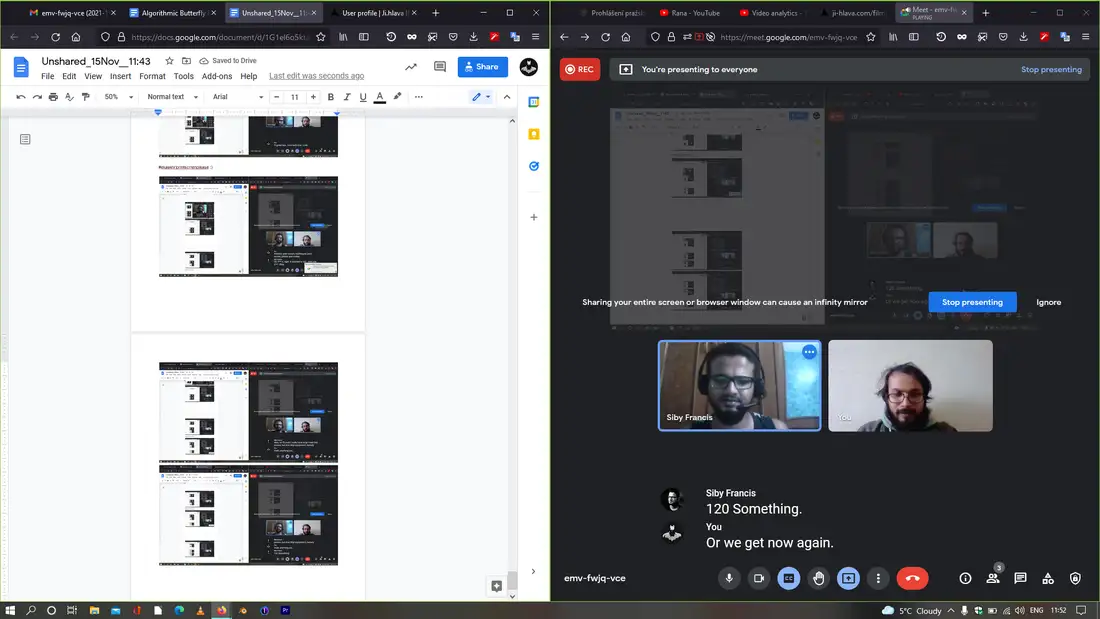 emv-fwjq-vce (2021-
Algorithmic Butterfly
Unshared_15Nov__11:43
User profile | Ji.hlava
https://docs.google.com/document/d/1G1el6o5k
Unshared_15Nov__11:43
Saved to Drive
File Edit View Insert Format Tools Add-ons Help Last edit was seconds ago
Share
50% Normal text Arial 11 B I U A
Prohlášení pražsk
Rana - YouTube
Video analytics -
ji-hlava.com/film
Meet – emv-f
PLAYING
https://meet.google.com/emv-fwjq-vce
REC
You're presenting to everyone
Stop presenting
Sharing your entire screen or browser window can cause an infinity mirror
Stop presenting
Ignore
Siby Francis
You
Siby Francis
120 Something.
You
Or we get now again.
emv-fwjq-vce
CC
3
5°C Cloudy
ENG
11:52